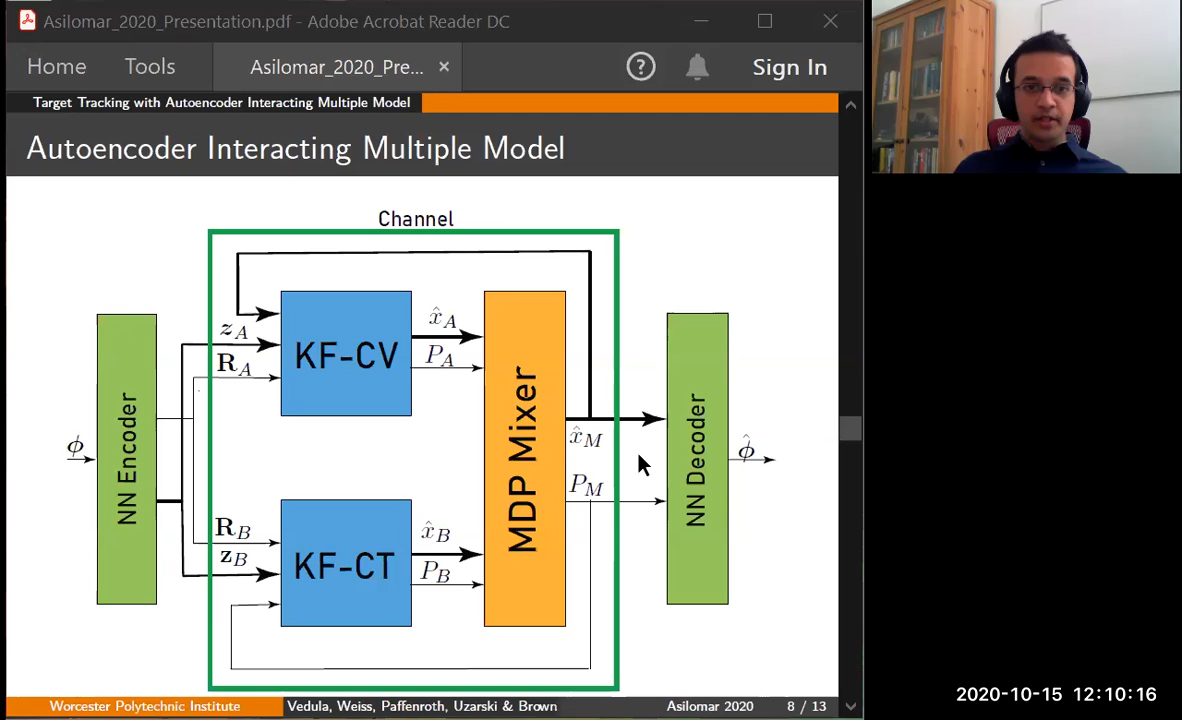 Asilomar_2020_Presentation.pdf - Adobe Acrobat Reader DC
Home Tools Asilomar_2020_Pre... × ? Sign In
Target Tracking with Autoencoder Interacting Multiple Model
Autoencoder Interacting Multiple Model
Channel
z_A
R_A
KF-CV
x̂_A
P_A
ϕ
NN Encoder
MDP Mixer
x̂_M
P_M
NN Decoder
ϕ̂
R_B
z_B
KF-CT
x̂_B
P_B
Worcester Polytechnic Institute Vedula, Weiss, Paffenroth, Uzarski & Brown Asilomar 2020 8 / 13
2020-10-15 12:10:16